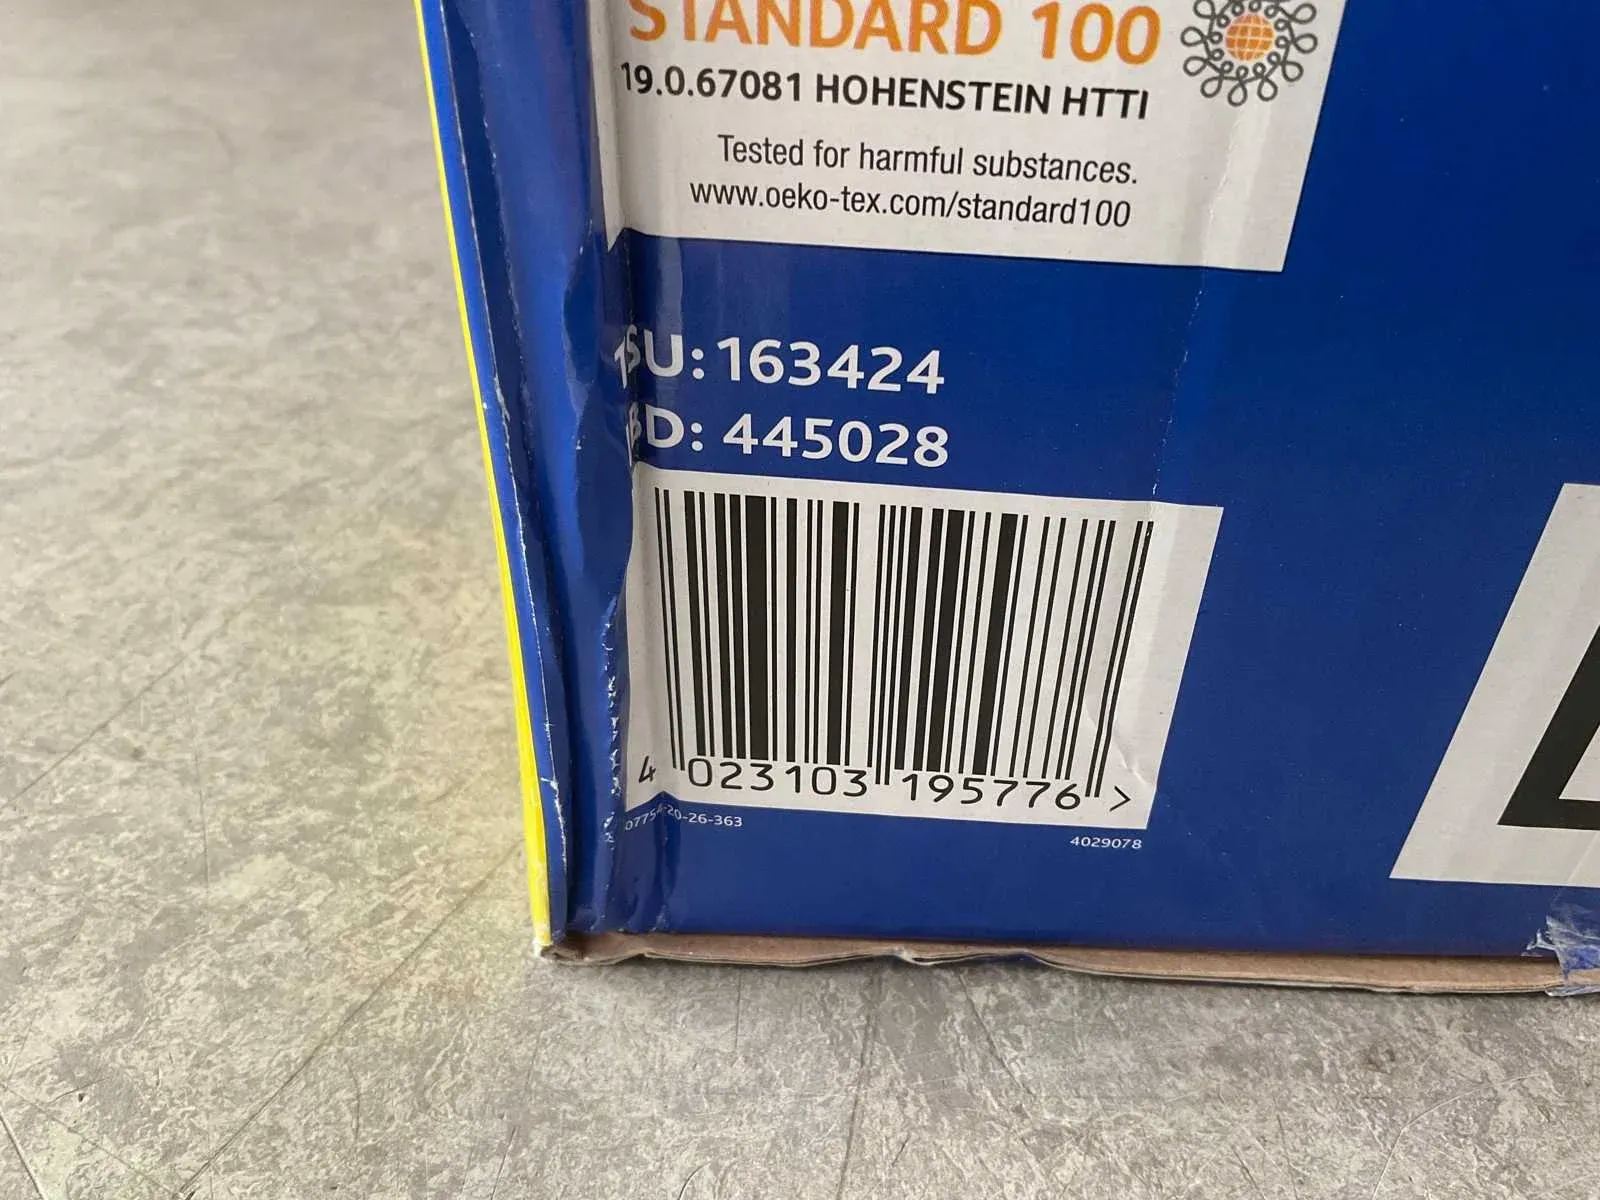 STANDARD 100
19.0.67081 HOHENSTEIN HTTI
Tested for harmful substances.
www.oeko-tex.com/standard100
SU: 163424
BD: 445028
4 023103 195776 >
4029078